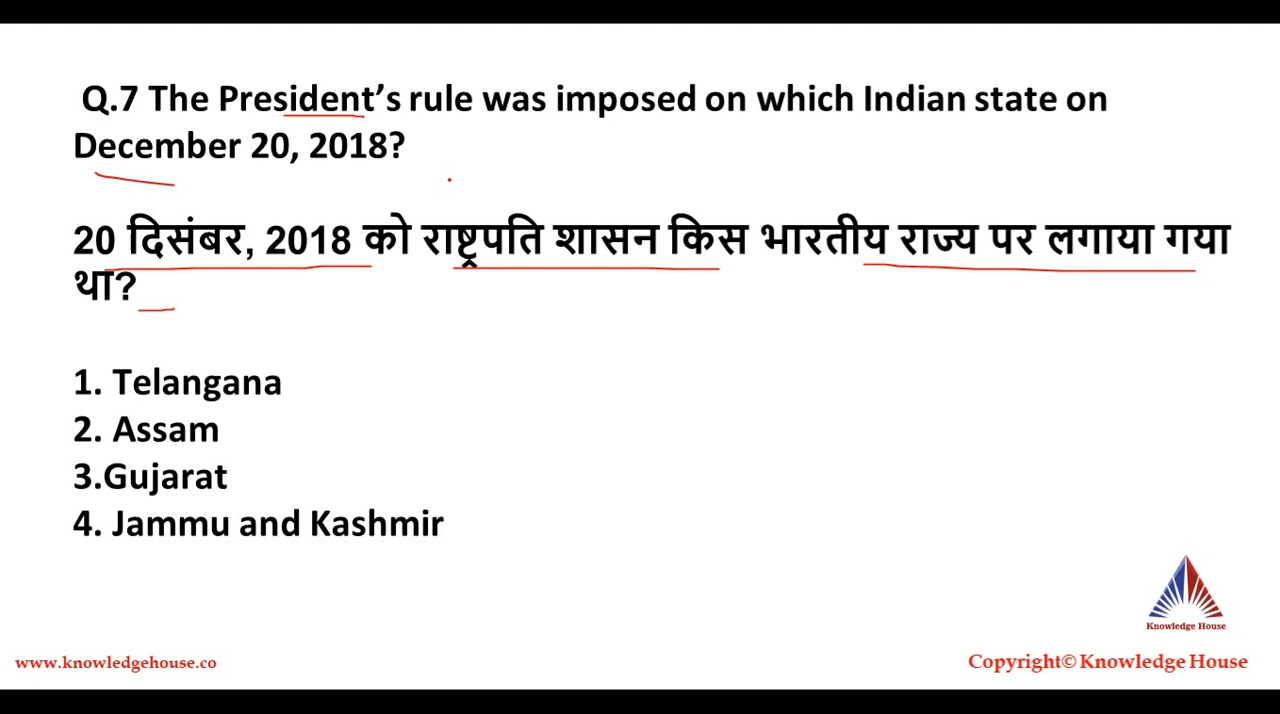 Q.7 The President’s rule was imposed on which Indian state on
December 20, 2018?
20 दिसंबर, 2018 को राष्ट्रपति शासन किस भारतीय राज्य पर लगाया गया
था?
1. Telangana
2. Assam
3.Gujarat
4. Jammu and Kashmir
Knowledge House
www.knowledgehouse.co
Copyright© Knowledge House